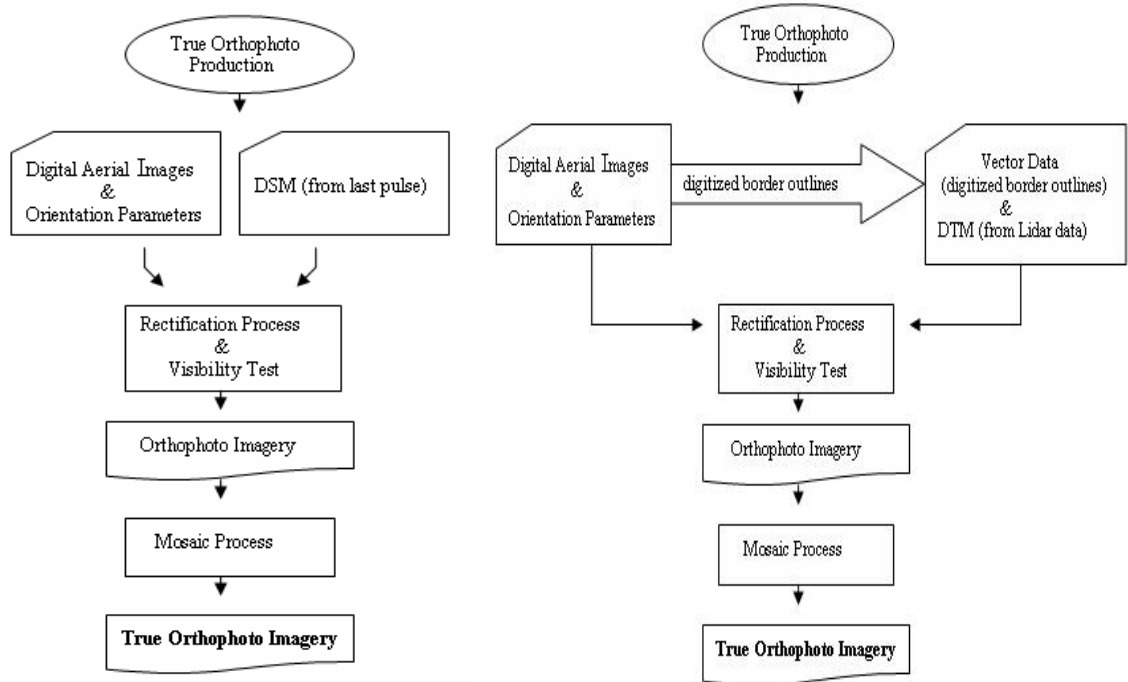 True Orthophoto
Production
Digital Aerial Images
&
Orientation Parameters
DSM (from last pulse)
Rectification Process
&
Visibility Test
Orthophoto Imagery
Mosaic Process
True Orthophoto Imagery
True Orthophoto
Production
Digital Aerial Images
&
Orientation Parameters
digitized border outlines
Vector Data
(digitized border outlines)
&
DTM (from Lidar data)
Rectification Process
&
Visibility Test
Orthophoto Imagery
Mosaic Process
True Orthophoto Imagery